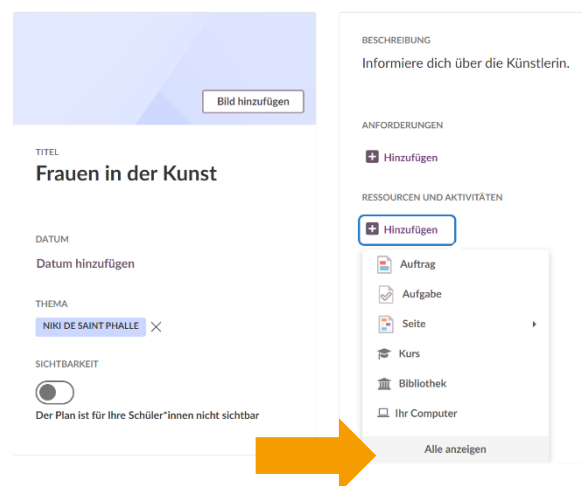 Bild hinzufügen
TITEL
Frauen in der Kunst
DATUM
Datum hinzufügen
THEMA
NIKI DE SAINT PHALLE
SICHTBARKEIT
Der Plan ist für Ihre Schüler*innen nicht sichtbar
BESCHREIBUNG
Informiere dich über die Künstlerin.
ANFORDERUNGEN
Hinzufügen
RESSOURCEN UND AKTIVITÄTEN
Hinzufügen
Auftrag
Aufgabe
Seite
Kurs
Bibliothek
Ihr Computer
Alle anzeigen